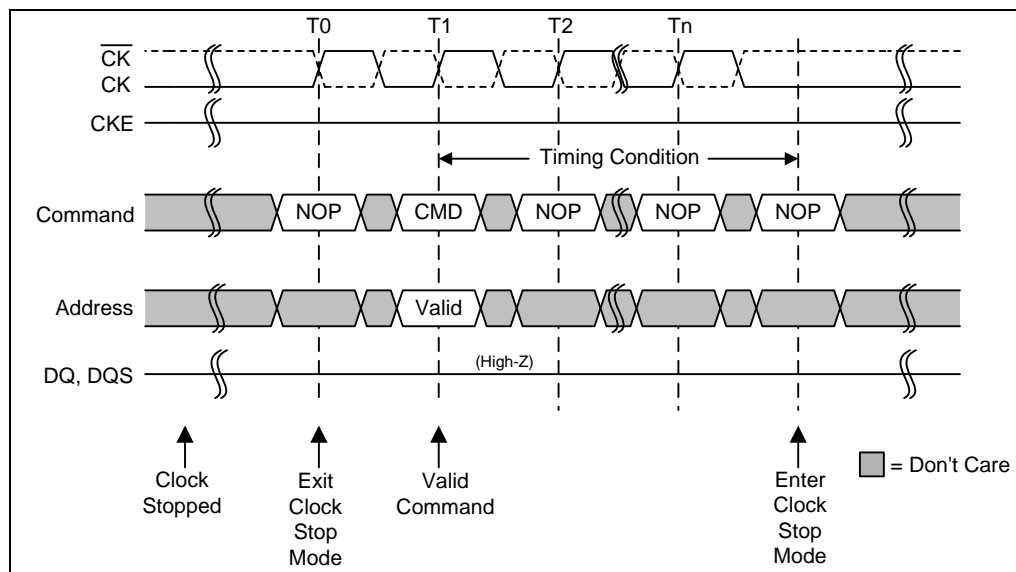 T0 T1 T2 Tn
CK
CK
CKE
Timing Condition
Command NOP CMD NOP NOP NOP
Address Valid
(High-Z)
DQ, DQS
Clock
Stopped
Exit
Clock
Stop
Mode
Valid
Command
Enter
Clock
Stop
Mode
= Don't Care